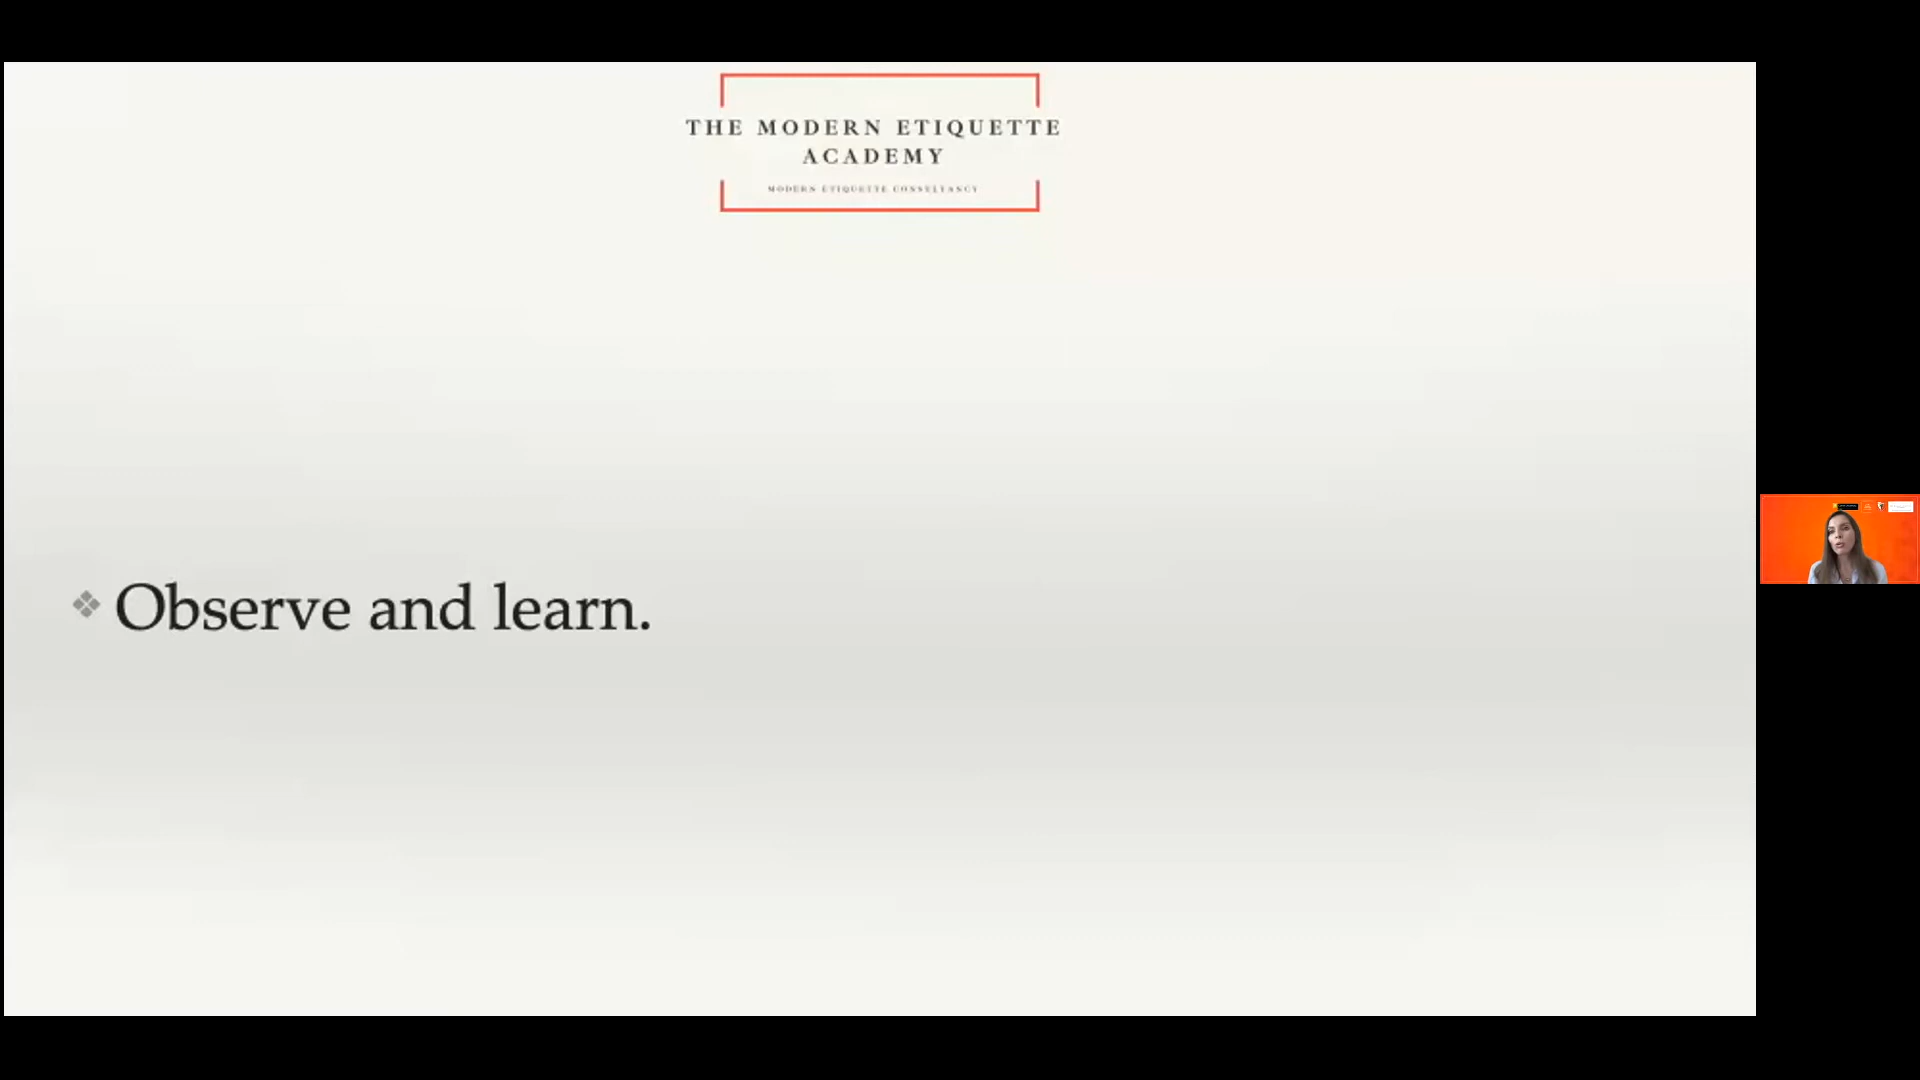 THE MODERN ETIQUETTE
ACADEMY
MODERN ETIQUETTE CONSULTANCY
Observe and learn.